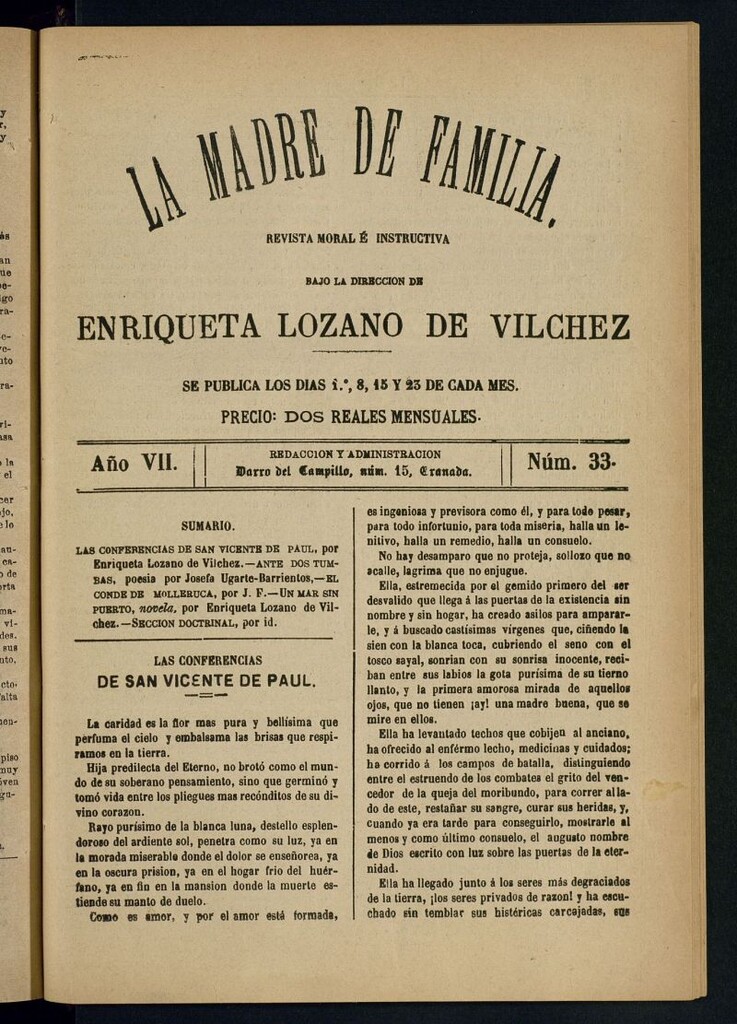 LA MADRE DE FAMILIA.
REVISTA MORAL É INSTRUCTIVA
BAJO LA DIRECCION DE
ENRIQUETA LOZANO DE VILCHEZ
SE PUBLICA LOS DIAS 1.º, 8, 15 Y 23 DE CADA MES.
PRECIO: DOS REALES MENSUALES.
Año VII.
REDACCION Y ADMINISTRACION
Darro del Campillo, núm. 15, Granada.
Núm. 33.
SUMARIO.
LAS CONFERENCIAS DE SAN VICENTE DE PAUL, por
Enriqueta Lozano de Vilchez.—ANTE DOS TUM-
BAS, poesia por Josefa Ugarte-Barrientos,—EL
CONDE DE MOLLERUCA, por J. F.—UN MAR SIN
PUERTO, novela, por Enriqueta Lozano de Vil-
chez.—SECCION DOCTRINAL, por id.
LAS CONFERENCIAS
DE SAN VICENTE DE PAUL.
La caridad es la flor mas pura y bellísima que
perfuma el cielo y embalsama las brisas que respi-
ramos en la tierra.
Hija predilecta del Eterno, no brotó como el mun-
do de su soberano pensamiento, sino que germinó y
tomó vida entre los pliegues mas recónditos de su di-
vino corazon.
Rayo purísimo de la blanca luna, destello esplen-
doroso del ardiente sol, penetra como su luz, ya en
la morada miserable donde el dolor se enseñorea, ya
en la oscura prision, ya en el hogar frio del huér-
fano, ya en fin en la mansion donde la muerte es-
tiende su manto de duelo.
Como es amor, y por el amor está formada,
es ingeniosa y previsora como él, y para todo pesar,
para todo infortunio, para toda miseria, halla un le-
nitivo, halla un remedio, halla un consuelo.
No hay desamparo que no proteja, sollozo que no
acalle, lagrima que no enjugue.
Ella, estremecida por el gemido primero del ser
desvalido que llega á las puertas de la existencia sin
nombre y sin hogar, ha creado asilos para amparar-
le, y á buscado castísimas vírgenes que, ciñendo la
sien con la blanca toca, cubriendo el seno con el
tosco sayal, sonrian con su sonrisa inocente, reci-
ban entre sus labios la gota purísima de su tierno
llanto, y la primera amorosa mirada de aquellos
ojos, que no tienen ¡ay! una madre buena, que se
mire en ellos.
Ella ha levantado techos que cobijen al anciano,
ha ofrecido al enférmo lecho, medicinas y cuidados;
ha corrido á los campos de batalla, distinguiendo
entre el estruendo de los combates el grito del ven-
cedor de la queja del moribundo, para correr al la-
do de este, restañar su sangre, curar sus heridas, y,
cuando ya era tarde para conseguirlo, mostrarle al
menos y como último consuelo, el augusto nombre
de Dios escrito con luz sobre las puertas de la eter-
nidad.
Ella ha llegado junto á los seres más degraciados
de la tierra, ¡los seres privados de razon! y ha escu-
chado sin temblar sus histéricas carcajadas, sus